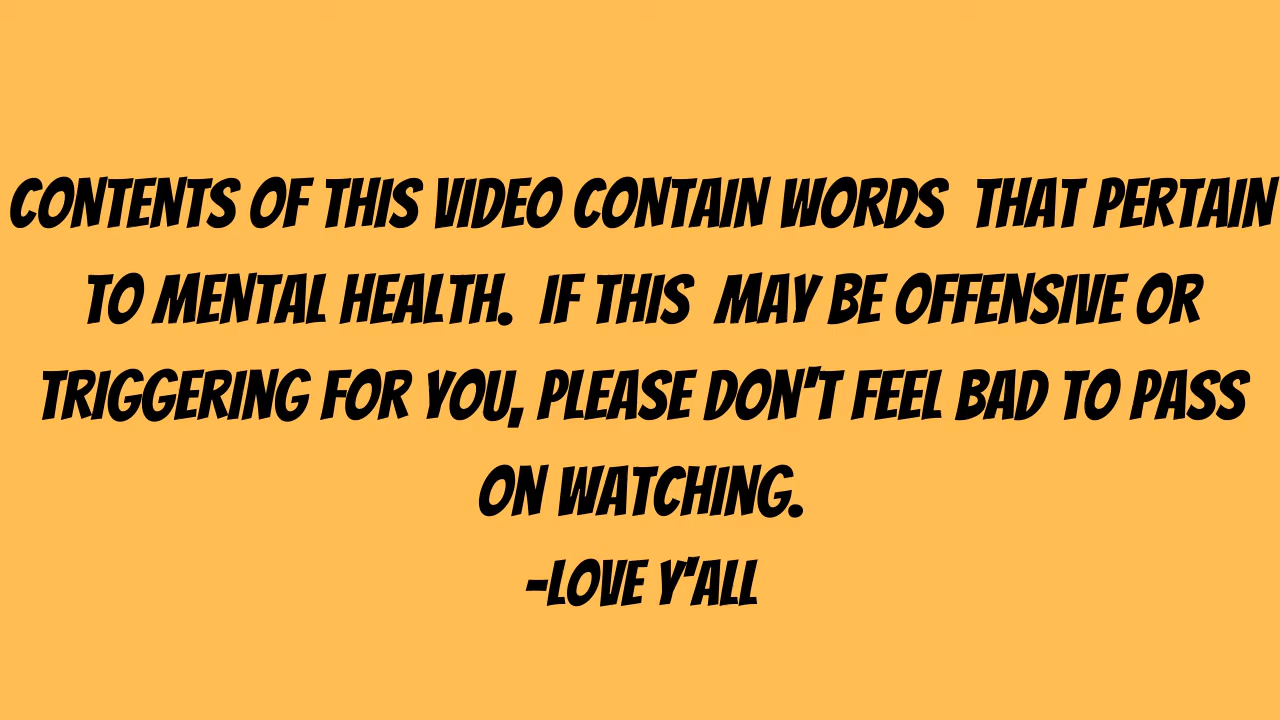 CONTENTS OF THIS VIDEO CONTAIN WORDS THAT PERTAIN
TO MENTAL HEALTH. IF THIS MAY BE OFFENSIVE OR
TRIGGERING FOR YOU, PLEASE DON'T FEEL BAD TO PASS
ON WATCHING.
-LOVE Y'ALL